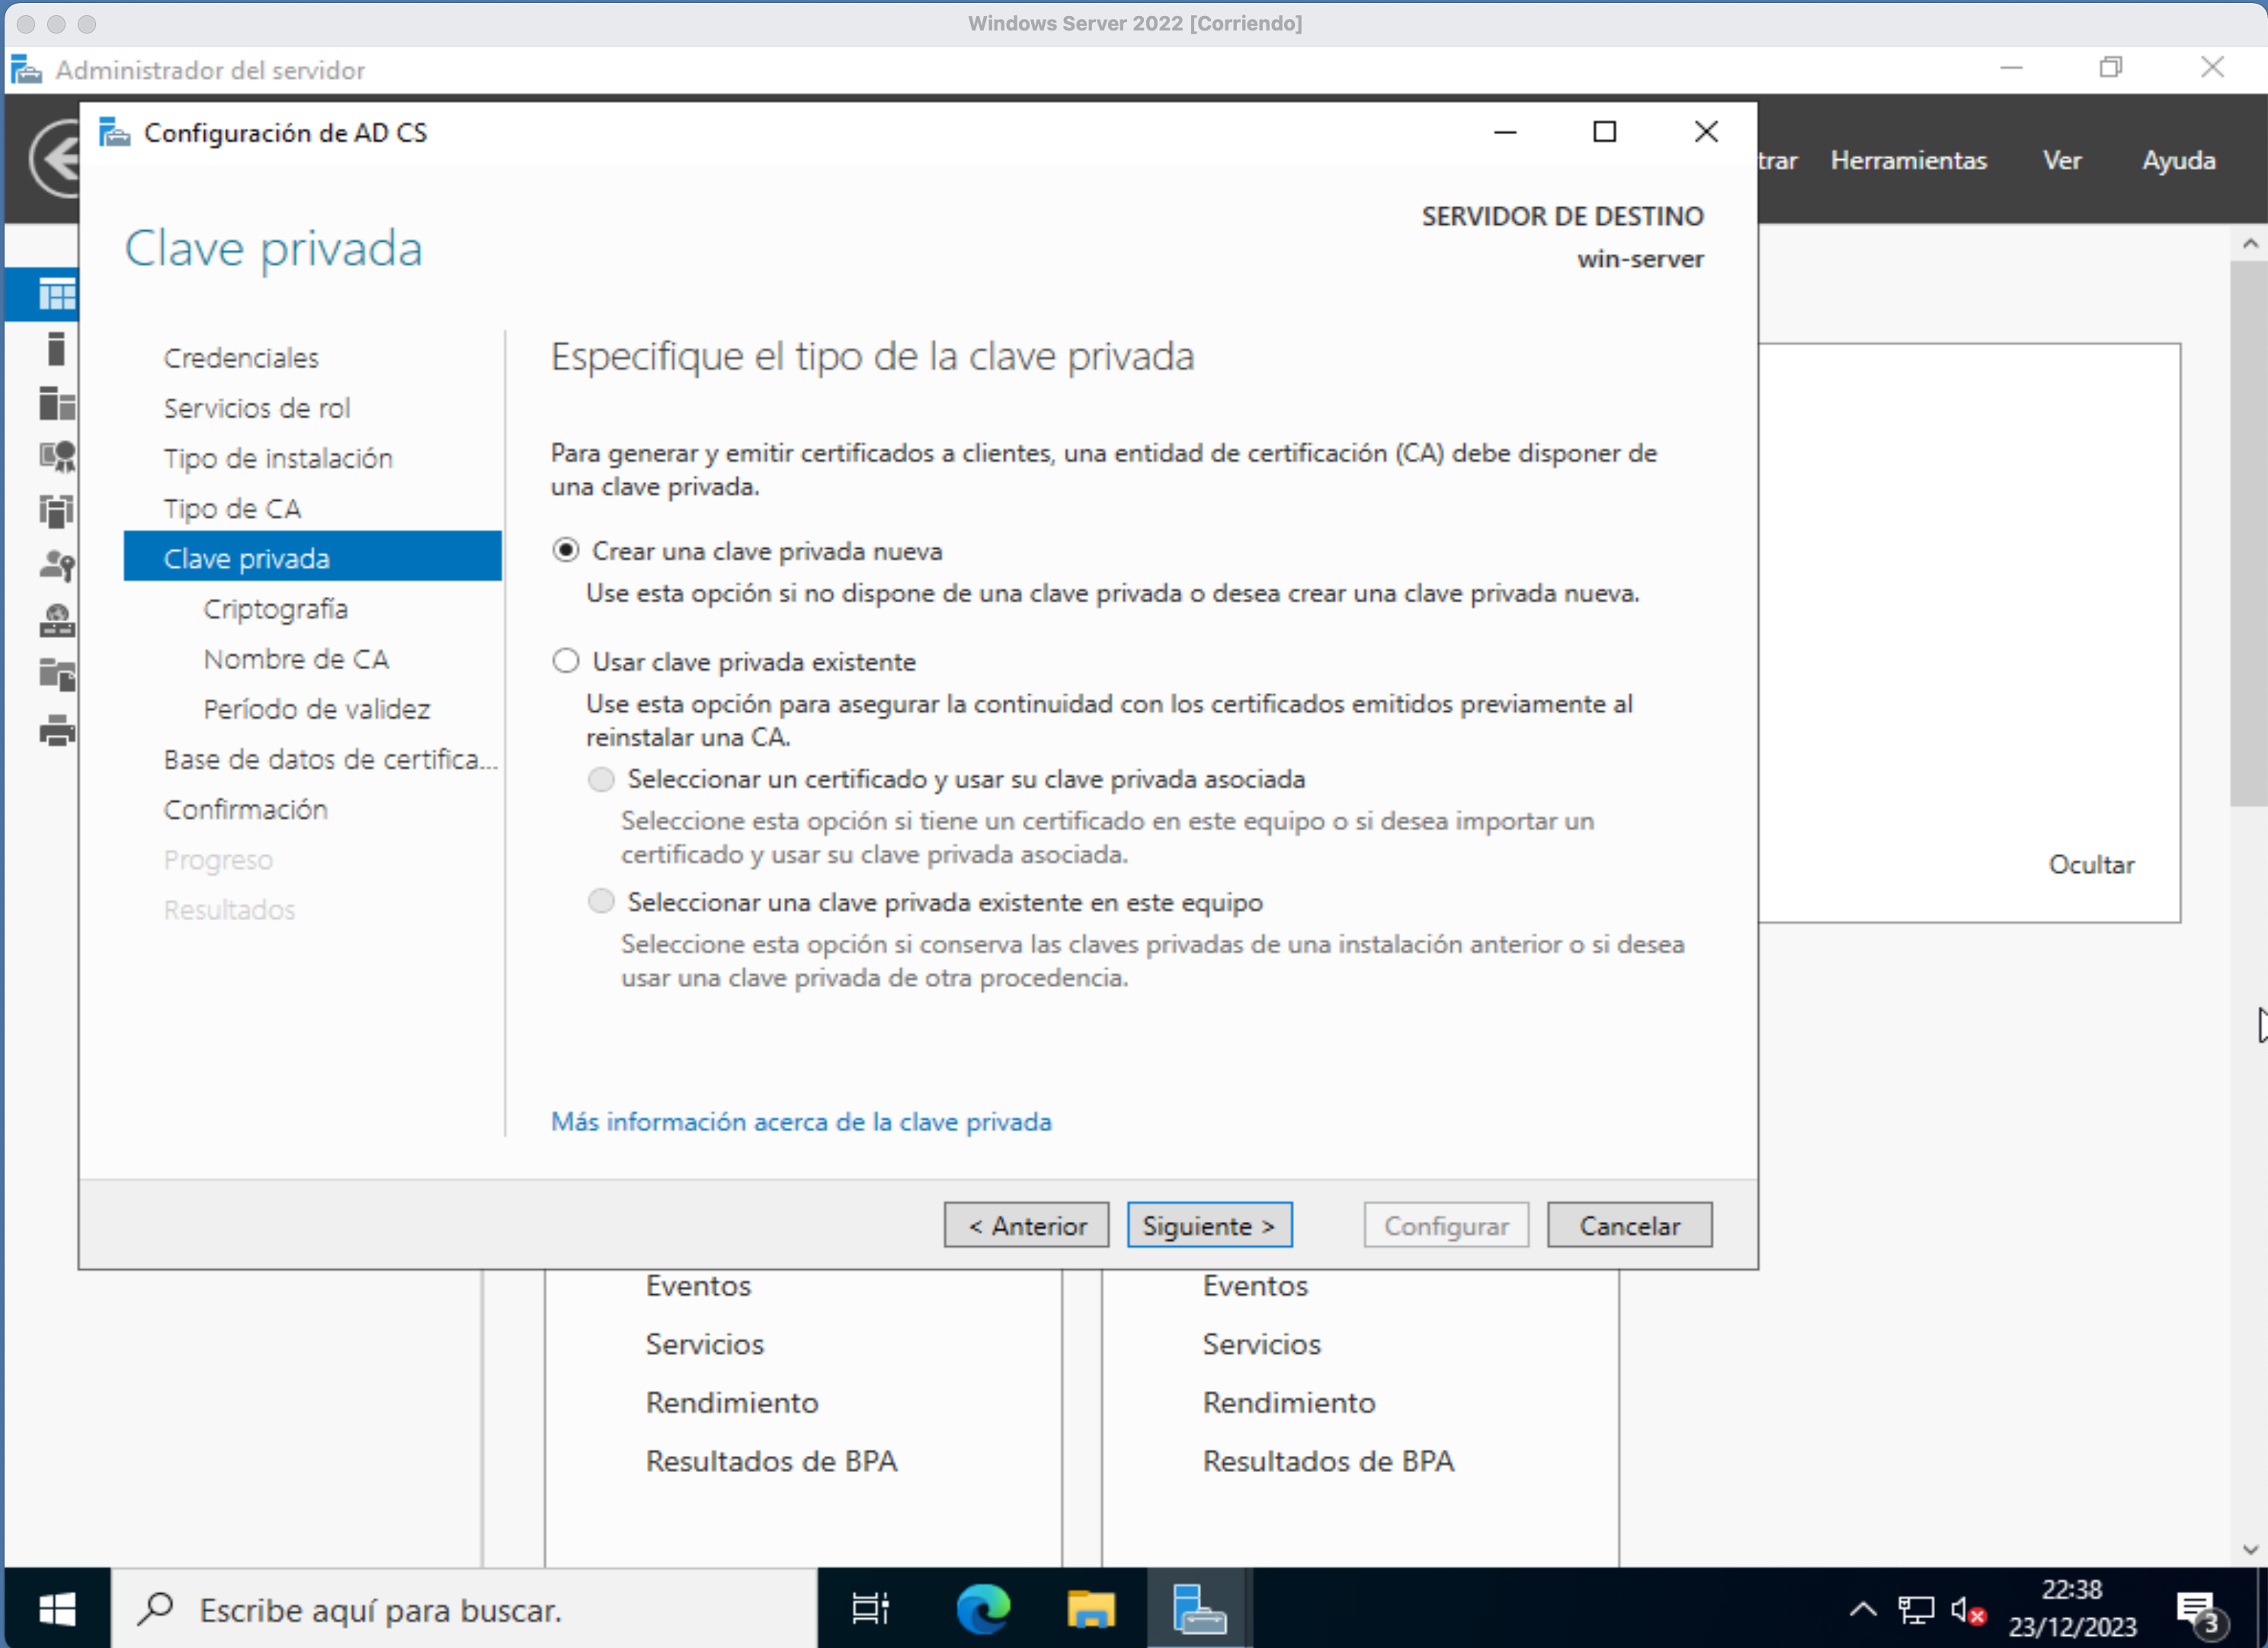 Windows Server 2022 [Corriendo]
Administrador del servidor
Configuración de AD CS
trar Herramientas Ver Ayuda
SERVIDOR DE DESTINO
win-server
Clave privada
Credenciales
Servicios de rol
Tipo de instalación
Tipo de CA
Clave privada
Criptografía
Nombre de CA
Período de validez
Base de datos de certifica...
Confirmación
Progreso
Resultados
Especifique el tipo de la clave privada
Para generar y emitir certificados a clientes, una entidad de certificación (CA) debe disponer de
una clave privada.
Crear una clave privada nueva
Use esta opción si no dispone de una clave privada o desea crear una clave privada nueva.
Usar clave privada existente
Use esta opción para asegurar la continuidad con los certificados emitidos previamente al
reinstalar una CA.
Seleccionar un certificado y usar su clave privada asociada
Seleccione esta opción si tiene un certificado en este equipo o si desea importar un
certificado y usar su clave privada asociada.
Seleccionar una clave privada existente en este equipo
Seleccione esta opción si conserva las claves privadas de una instalación anterior o si desea
usar una clave privada de otra procedencia.
Más información acerca de la clave privada
< Anterior
Siguiente >
Configurar
Cancelar
Ocultar
Eventos
Servicios
Rendimiento
Resultados de BPA
Eventos
Servicios
Rendimiento
Resultados de BPA
Escribe aquí para buscar.
22:38
23/12/2023
3